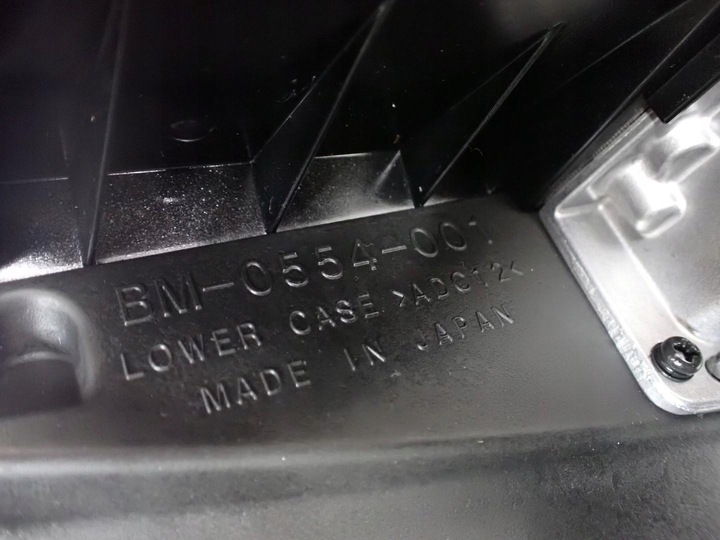 BM-0554-001
LOWER CASE >ADC12<
MADE IN JAPAN